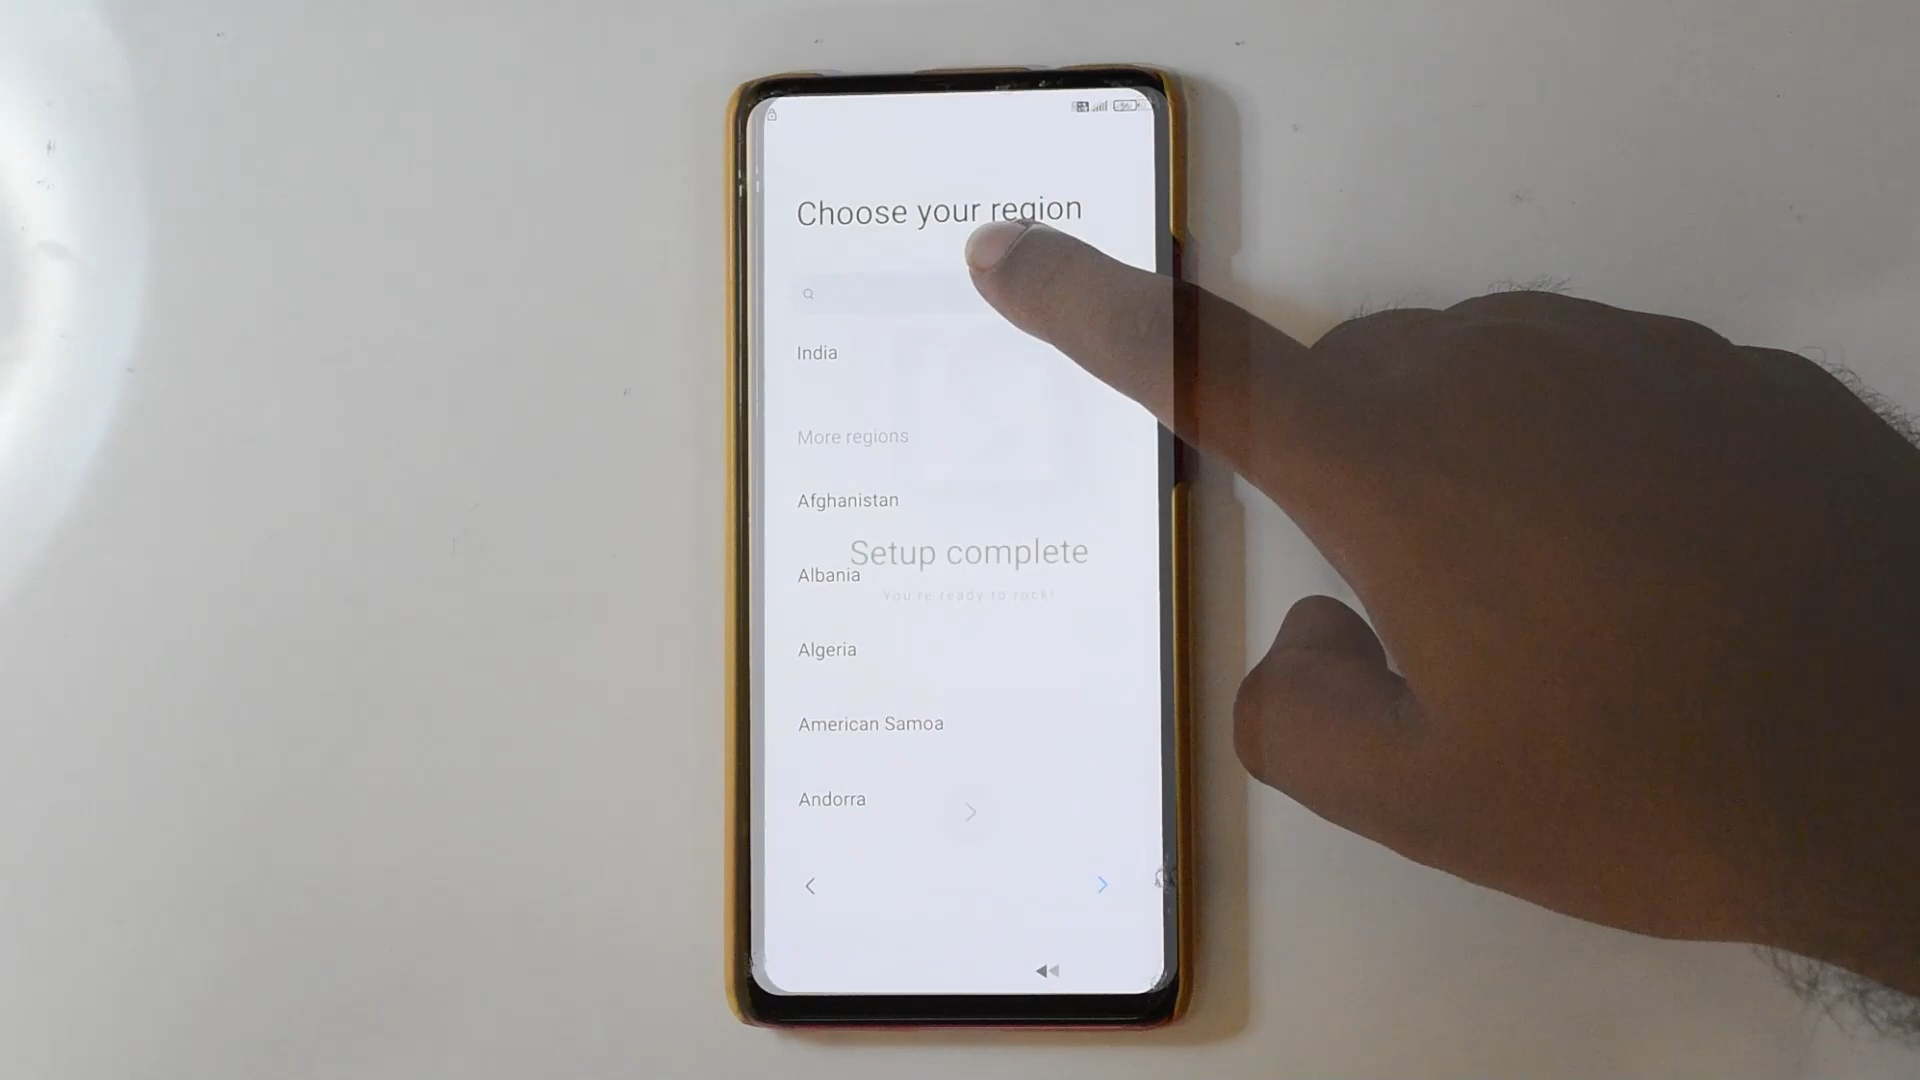 Choose your region
India
More regions
Afghanistan
Setup complete
Albania
You're ready to rock!
Algeria
American Samoa
Andorra